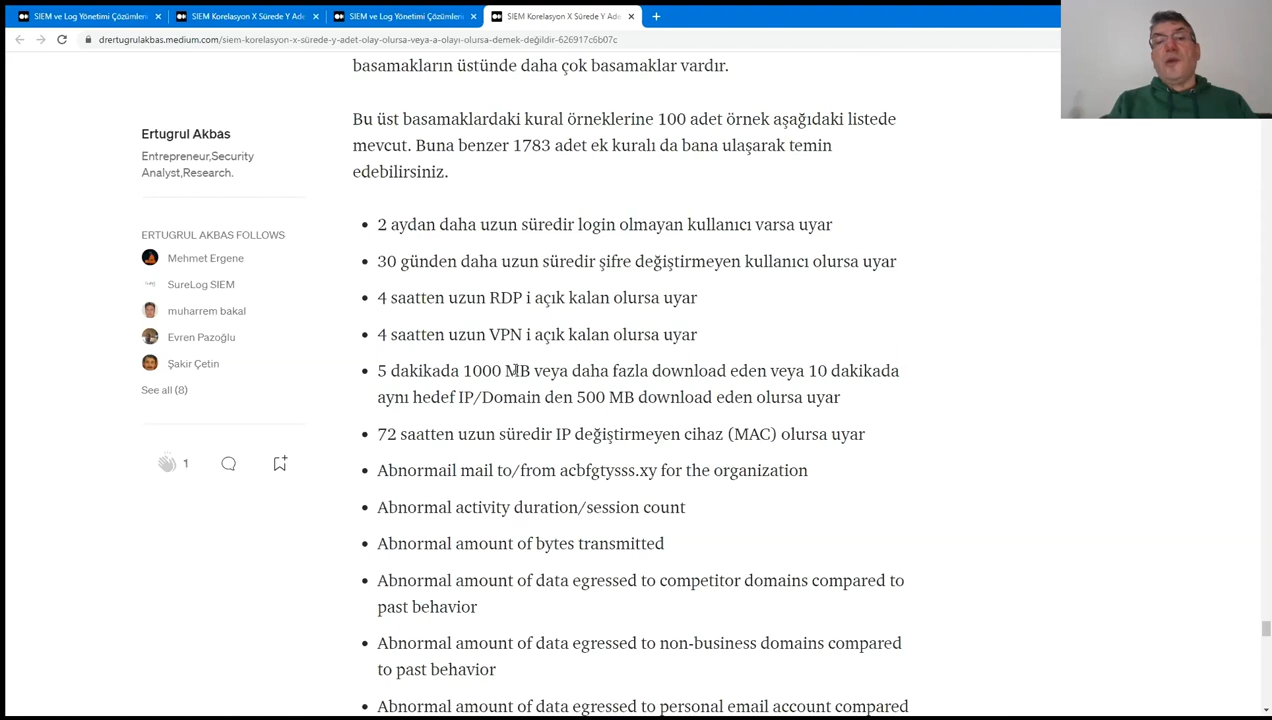 SIEM ve Log Yönetimi Çözümleri
SIEM Korelasyon X Sürede Y Ade
SIEM ve Log Yönetimi Çözümleri
SIEM Korelasyon X Sürede Y Ade
drertugrulakbas.medium.com/siem-korelasyon-x-sürede-y-adet-olay-olursa-veya-a-olayı-olursa-demek-değildir-626917c6b07c
basamakların üstünde daha çok basamaklar vardır.
Bu üst basamaklardaki kural örneklerine 100 adet örnek aşağıdaki listede
mevcut. Buna benzer 1783 adet ek kuralı da bana ulaşarak temin
edebilirsiniz.
Ertugrul Akbas
Entrepreneur,Security
Analyst,Research.
ERTUGRUL AKBAS FOLLOWS
Mehmet Ergene
SureLog SIEM
muharrem bakal
Evren Pazoğlu
Şakir Çetin
See all (8)
1
• 2 aydan daha uzun süredir login olmayan kullanıcı varsa uyar
• 30 günden daha uzun süredir şifre değiştirmeyen kullanıcı olursa uyar
• 4 saatten uzun RDP i açık kalan olursa uyar
• 4 saatten uzun VPN i açık kalan olursa uyar
• 5 dakikada 1000 MB veya daha fazla download eden veya 10 dakikada
aynı hedef IP/Domain den 500 MB download eden olursa uyar
• 72 saatten uzun süredir IP değiştirmeyen cihaz (MAC) olursa uyar
• Abnormail mail to/from acbfgtysss.xy for the organization
• Abnormal activity duration/session count
• Abnormal amount of bytes transmitted
• Abnormal amount of data egressed to competitor domains compared to
past behavior
• Abnormal amount of data egressed to non-business domains compared
to past behavior
• Abnormal amount of data egressed to personal email account compared